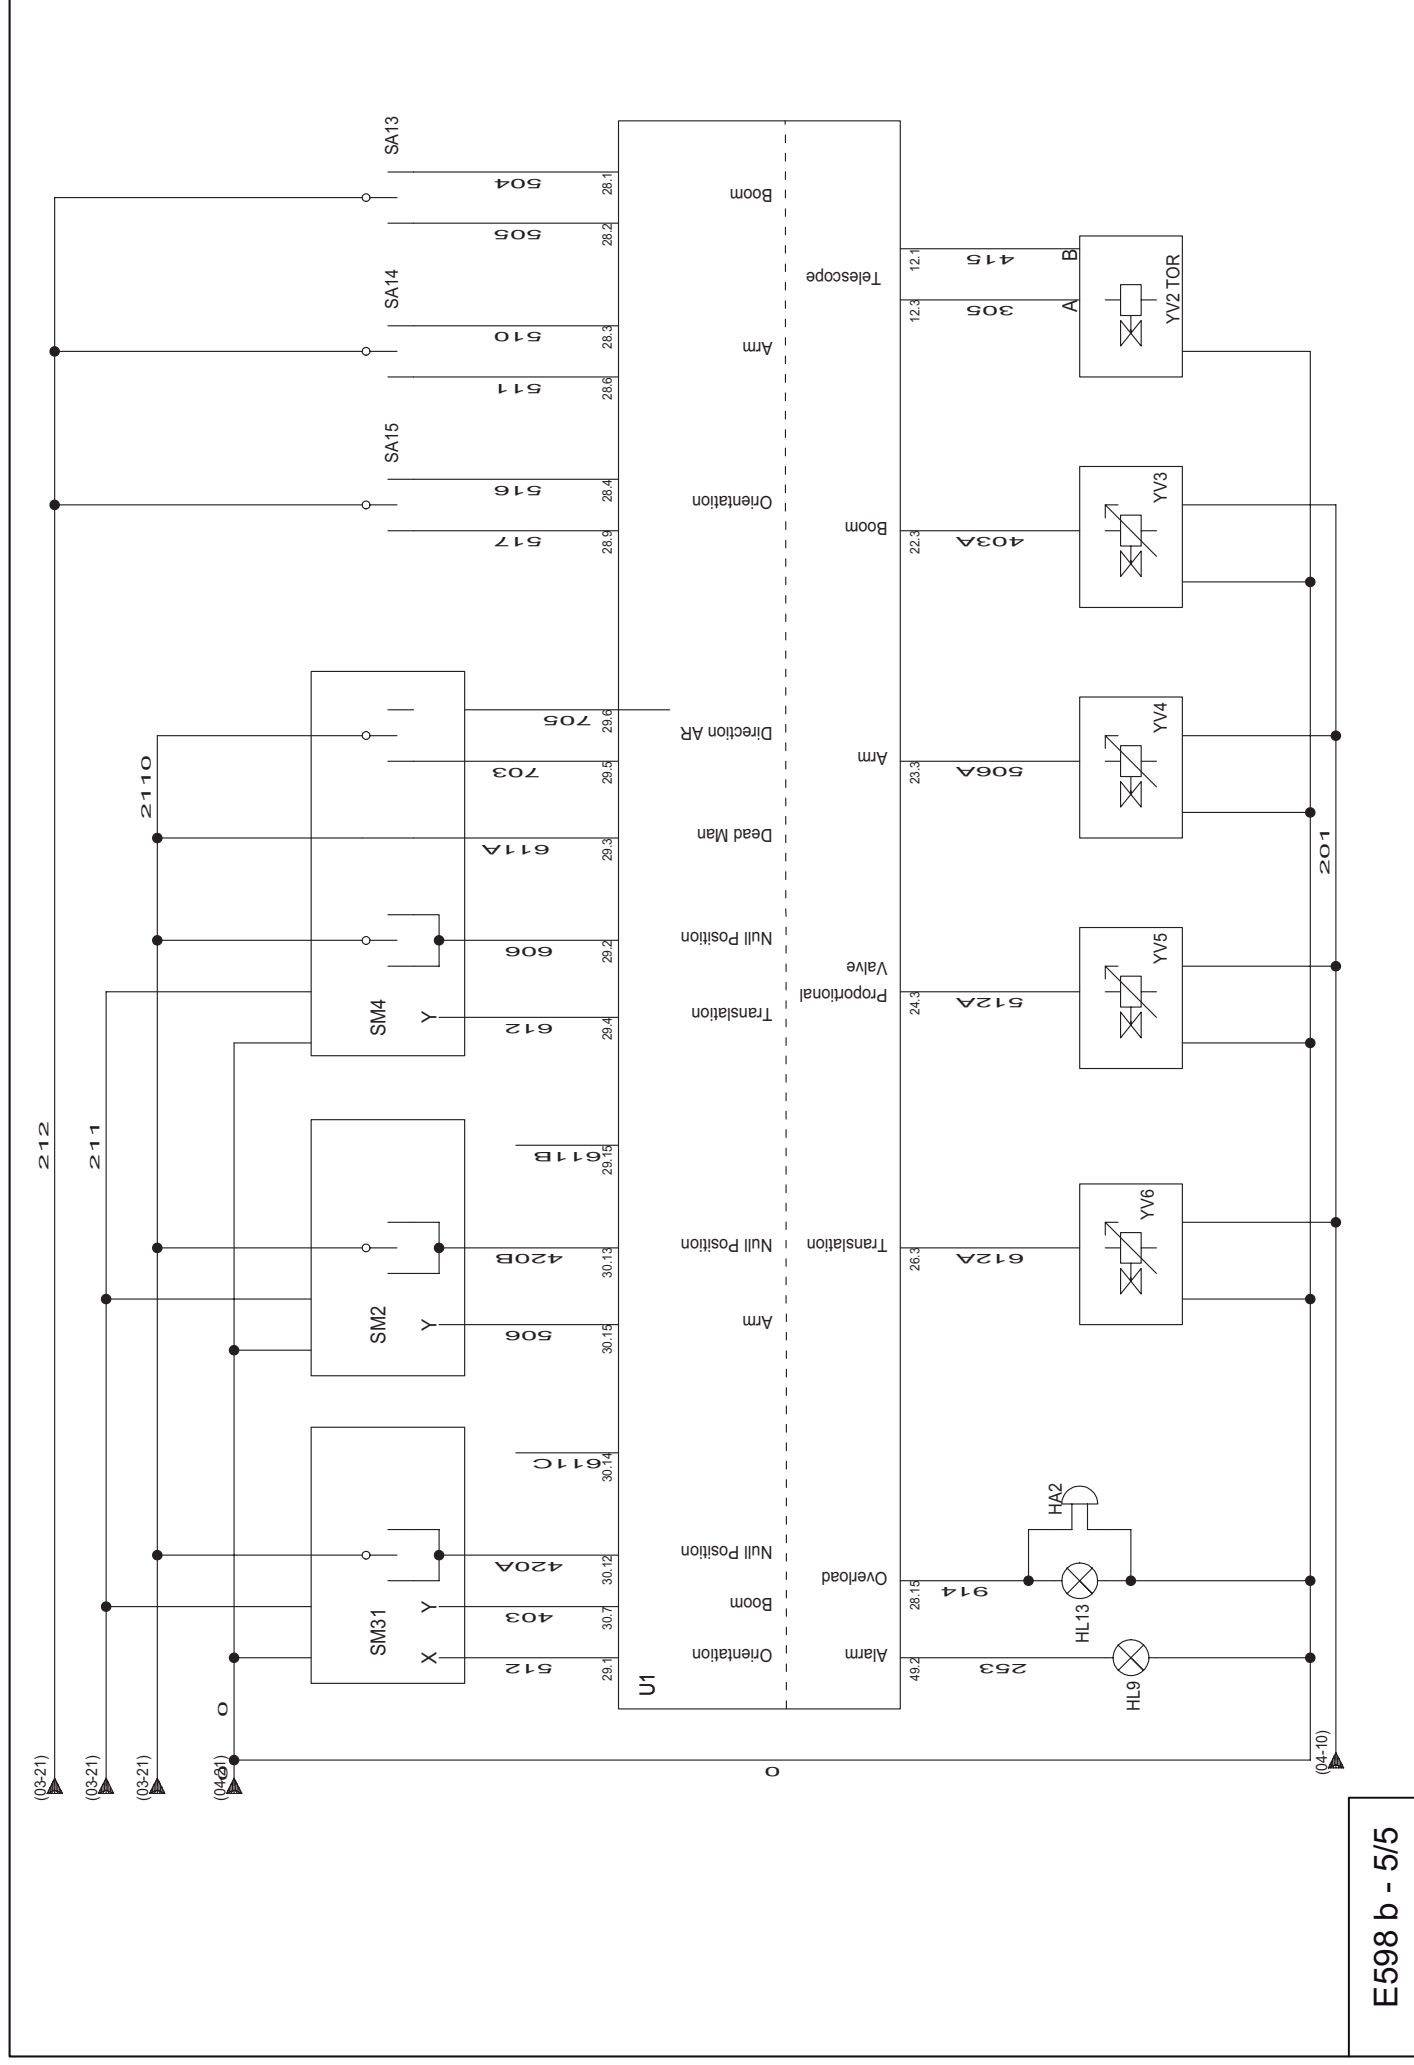 (03-21)
212
(03-21)
211
(03-21)
2110
(04-21)
0
0
0
SM31
X
Y
SM2
Y
SM4
Y
SA15
SA14
SA13
512
403
420A
611C
506
420B
611B
612
606
611A
703
705
517
516
511
510
505
504
29.1
30.7
30.12
30.14
30.15
30.13
29.15
29.4
29.2
29.3
29.5
29.6
28.9
28.4
28.6
28.3
28.2
28.1
U1
Orientation
Boom
Null Position
Arm
Null Position
Translation
Null Position
Dead Man
Direction AR
Orientation
Arm
Boom
Alarm
Overload
Translation
Proportional
Valve
Arm
Boom
Telescope
49.2
28.15
26.3
24.3
23.3
22.3
12.3
12.1
253
914
612A
512A
506A
403A
305
415
A
B
HL9
HL13
HA2
YV6
YV5
YV4
YV3
YV2 TOR
(04-10)
201
E598 b - 5/5